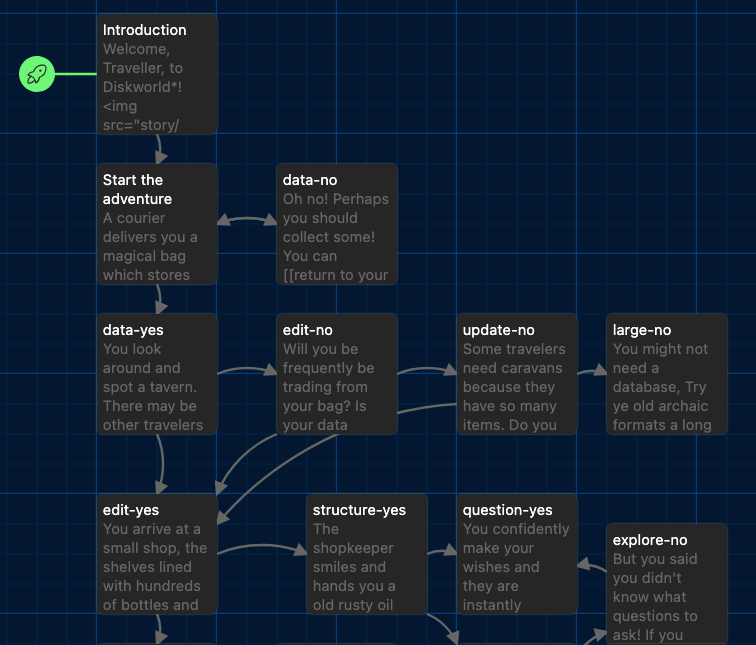 Introduction
Welcome,
Traveller, to
Diskworld*!
<img
src="story/
Start the
adventure
A courier
delivers you a
magical bag
which stores
data-no
Oh no! Perhaps
you should
collect some!
You can
[[return to your
data-yes
You look
around and
spot a tavern.
There may be
other travelers
edit-no
Will you be
frequently be
trading from
your bag? Is
your data
update-no
Some travelers
need caravans
because they
have so many
items. Do you
large-no
You might not
need a
database, Try
ye old archaic
formats a long
edit-yes
You arrive at a
small shop, the
shelves lined
with hundreds
of bottles and
structure-yes
The
shopkeeper
smiles and
hands you a
old rusty oil
question-yes
You confidently
make your
wishes and
they are
instantly
explore-no
But you said
you didn't
know what
questions to
ask! If you